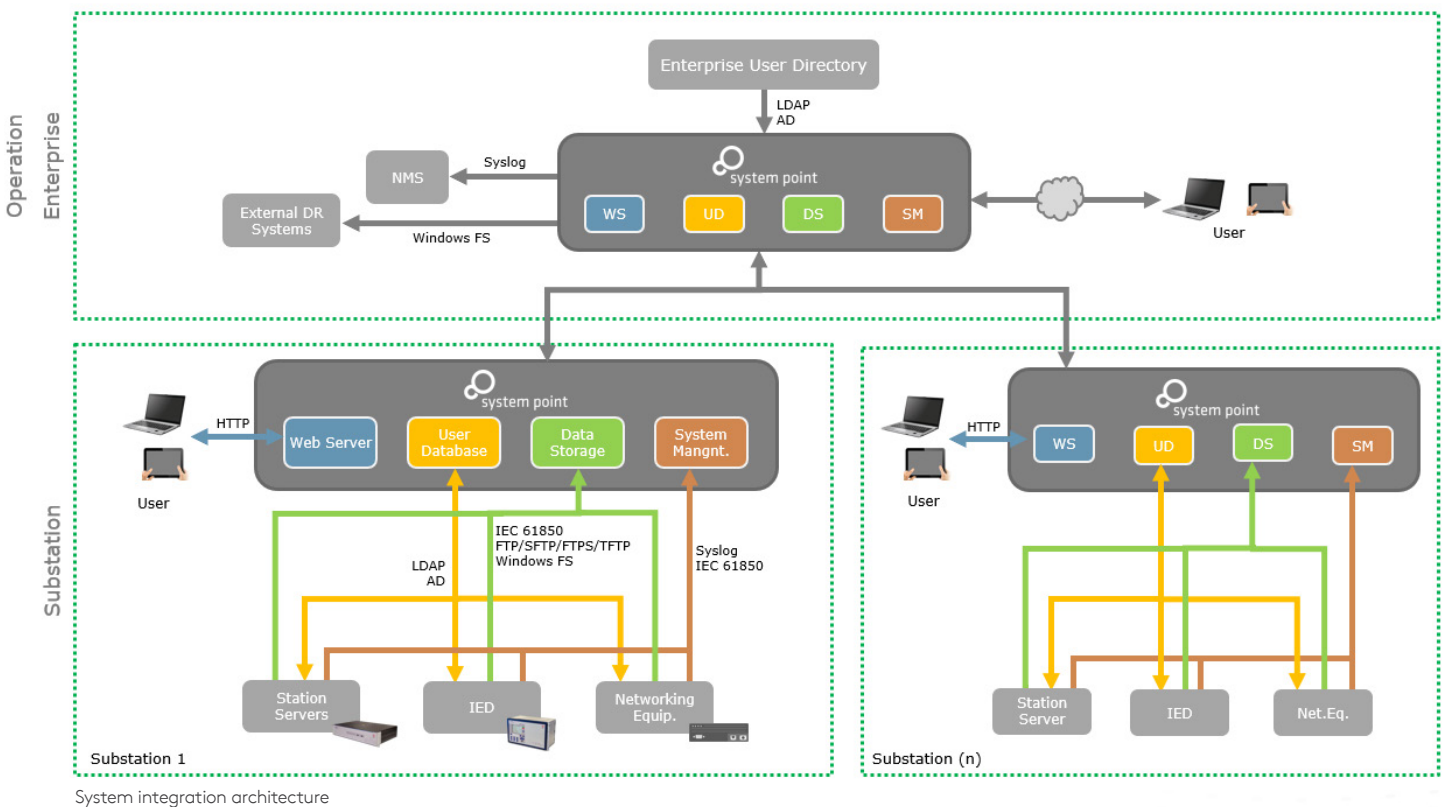 Operation
Enterprise
Enterprise User Directory
LDAP
AD
NMS
Syslog
system point
External DR
Systems
Windows FS
WS
UD
DS
SM
User
Substation
system point
HTTP
Web Server
User
Database
Data
Storage
System
Mangnt.
User
IEC 61850
FTP/SFTP/FTPS/TFTP
Windows FS
Syslog
IEC 61850
LDAP
AD
Station
Servers
IED
Networking
Equip.
Substation 1
system point
HTTP
WS
UD
DS
SM
User
Station
Server
IED
Net.Eq.
Substation (n)
System integration architecture